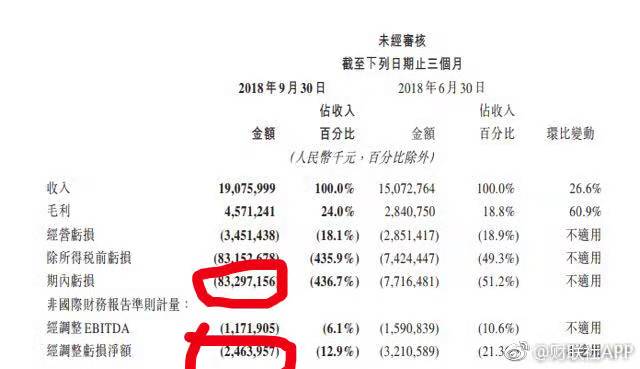 未經審核
截至下列日期止三個月
2018年9月30日 2018年6月30日
佔收入 佔收入
金額 百分比 金額 百分比 環比變動
(人民幣千元，百分比除外)
收入 19,075,999 100.0% 15,072,764 100.0% 26.6%
毛利 4,571,241 24.0% 2,840,750 18.8% 60.9%
經營虧損 (3,451,438) (18.1%) (2,851,417) (18.9%) 不適用
除所得稅前虧損 (83,152,678) (435.9%) (7,424,447) (49.3%) 不適用
期內虧損 (83,297,156) (436.7%) (7,716,481) (51.2%) 不適用
非國際財務報告準則計量：
經調整EBITDA (1,171,905) (6.1%) (1,590,839) (10.6%) 不適用
經調整虧損淨額 (2,463,957) (12.9%) (3,210,589) (21.3%) 不適用
@财联社APP